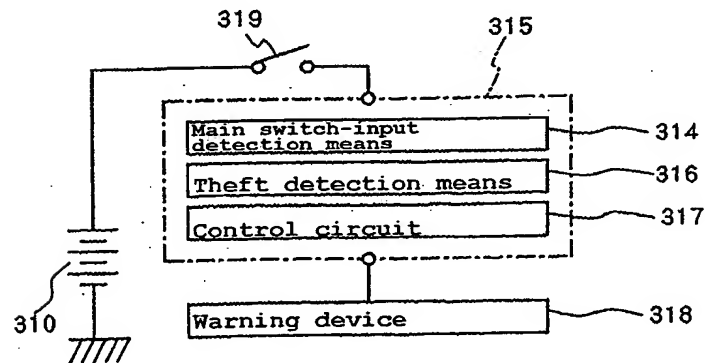 319
315
Main switch-input
detection means
314
Theft detection means
316
Control circuit
317
310
Warning device
318